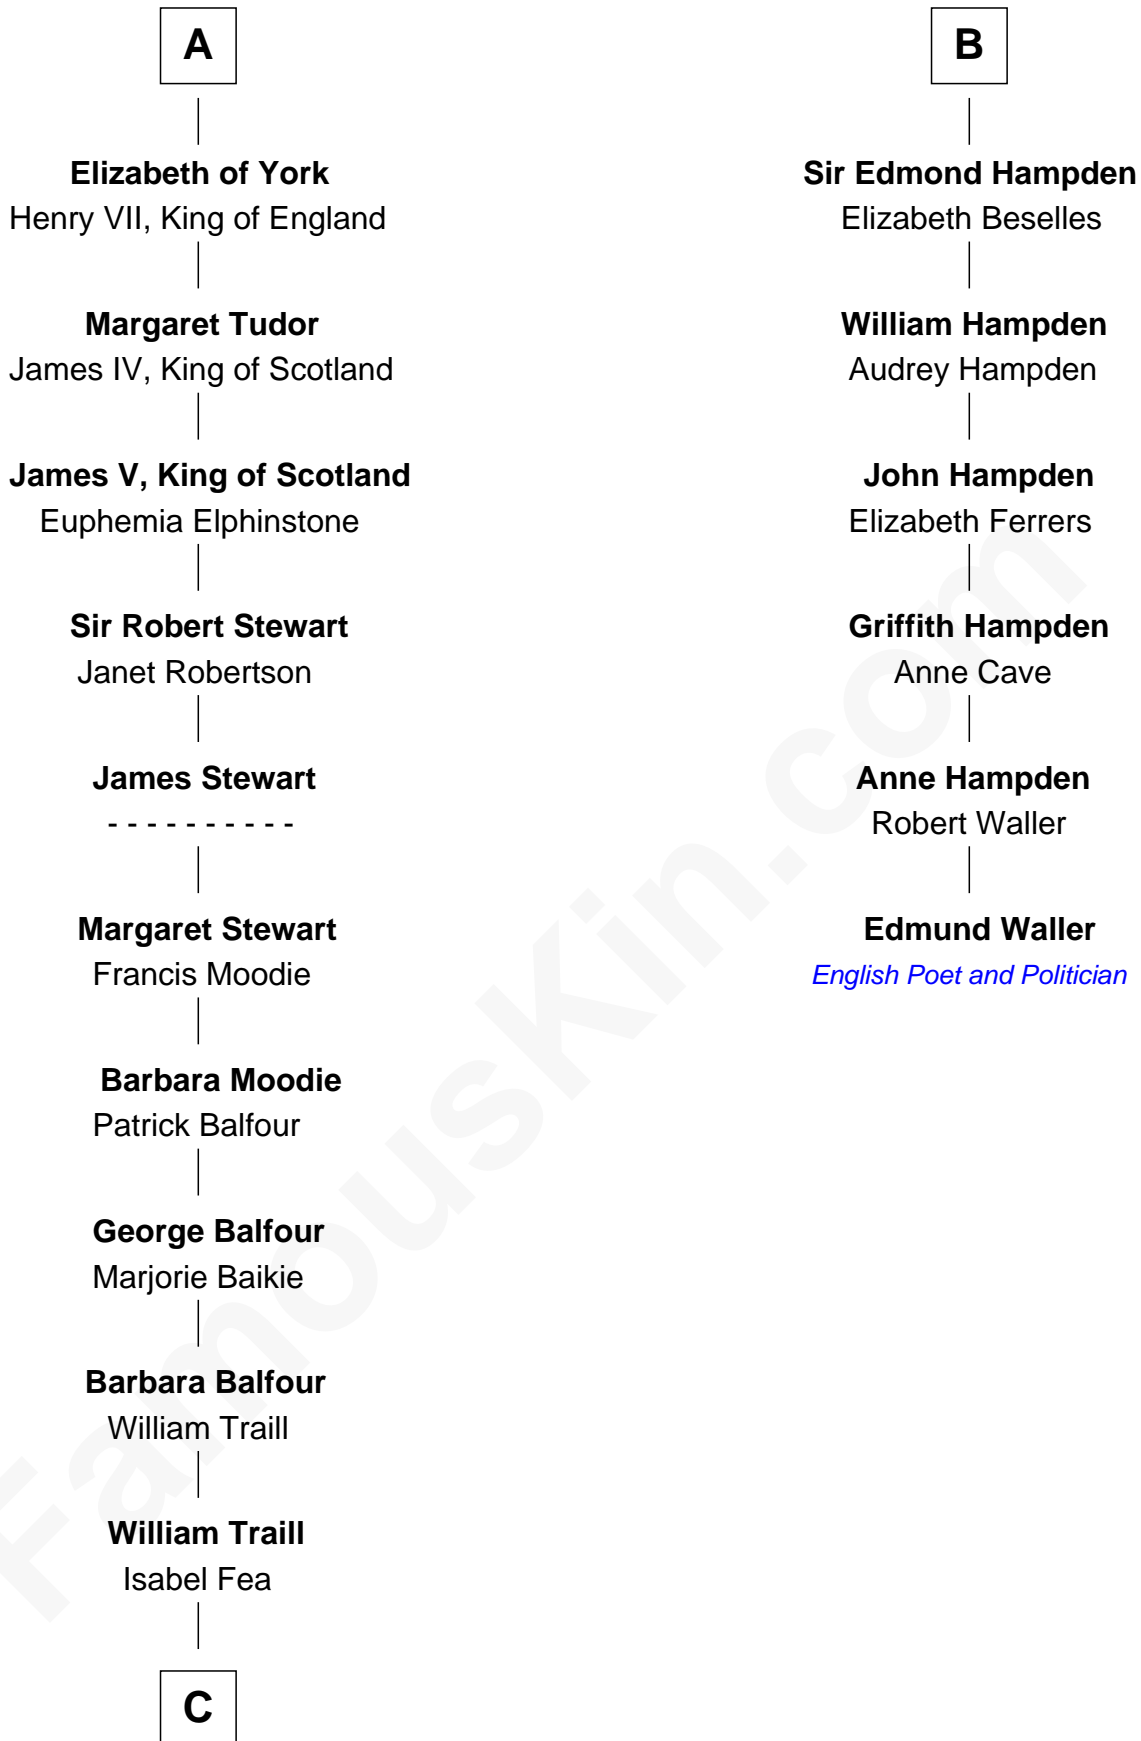 A
Elizabeth of York
Henry VII, King of England
Margaret Tudor
James IV, King of Scotland
James V, King of Scotland
Euphemia Elphinstone
Sir Robert Stewart
Janet Robertson
James Stewart
- - - - - - - - - -
Margaret Stewart
Francis Moodie
Barbara Moodie
Patrick Balfour
George Balfour
Marjorie Baikie
Barbara Balfour
William Traill
William Traill
Isabel Fea
C
B
Sir Edmond Hampden
Elizabeth Beselles
William Hampden
Audrey Hampden
John Hampden
Elizabeth Ferrers
Griffith Hampden
Anne Cave
Anne Hampden
Robert Waller
Edmund Waller
English Poet and Politician
FamousKin.com